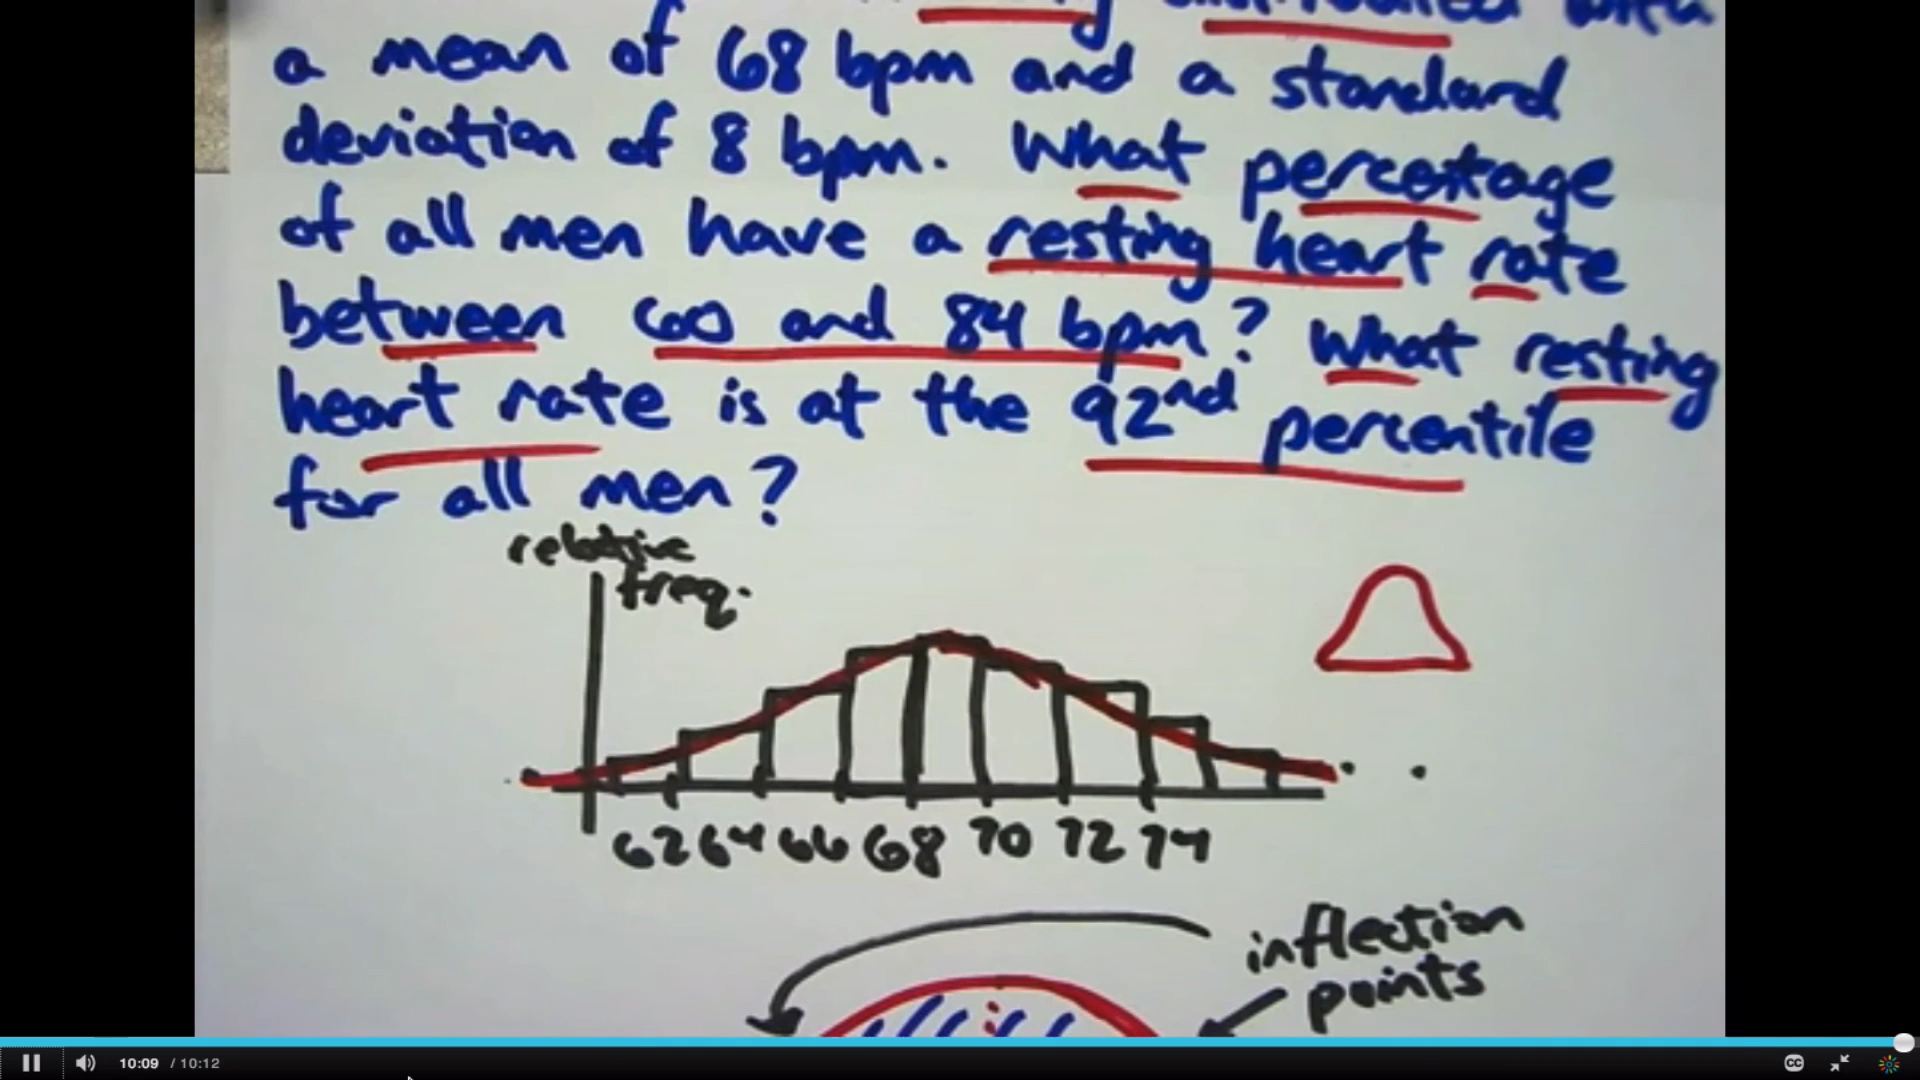 a mean of 68 bpm and a standard
deviation of 8 bpm. What percentage
of all men have a resting heart rate
between 60 and 84 bpm? What resting
heart rate is at the 92nd percentile
for all men?
relative
freq.
62 64 66 68 70 72 74
inflection
points
10:09 / 10:12
CC